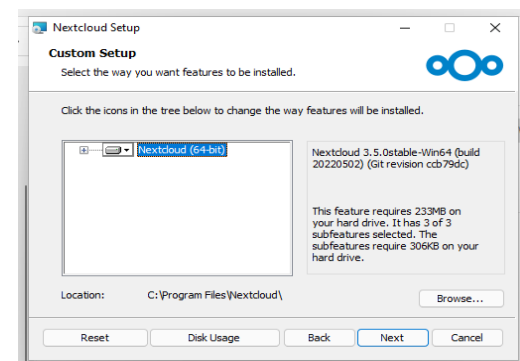 Nextcloud Setup
Custom Setup
Select the way you want features to be installed.
Click the icons in the tree below to change the way features will be installed.
Nextcloud (64-bit)
Nextcloud 3.5.0stable-Win64 (build
20220502) (Git revision ccb79dc)
This feature requires 233MB on
your hard drive. It has 3 of 3
subfeatures selected. The
subfeatures require 306KB on your
hard drive.
Location: C:\Program Files\Nextcloud\
Browse...
Reset Disk Usage Back Next Cancel